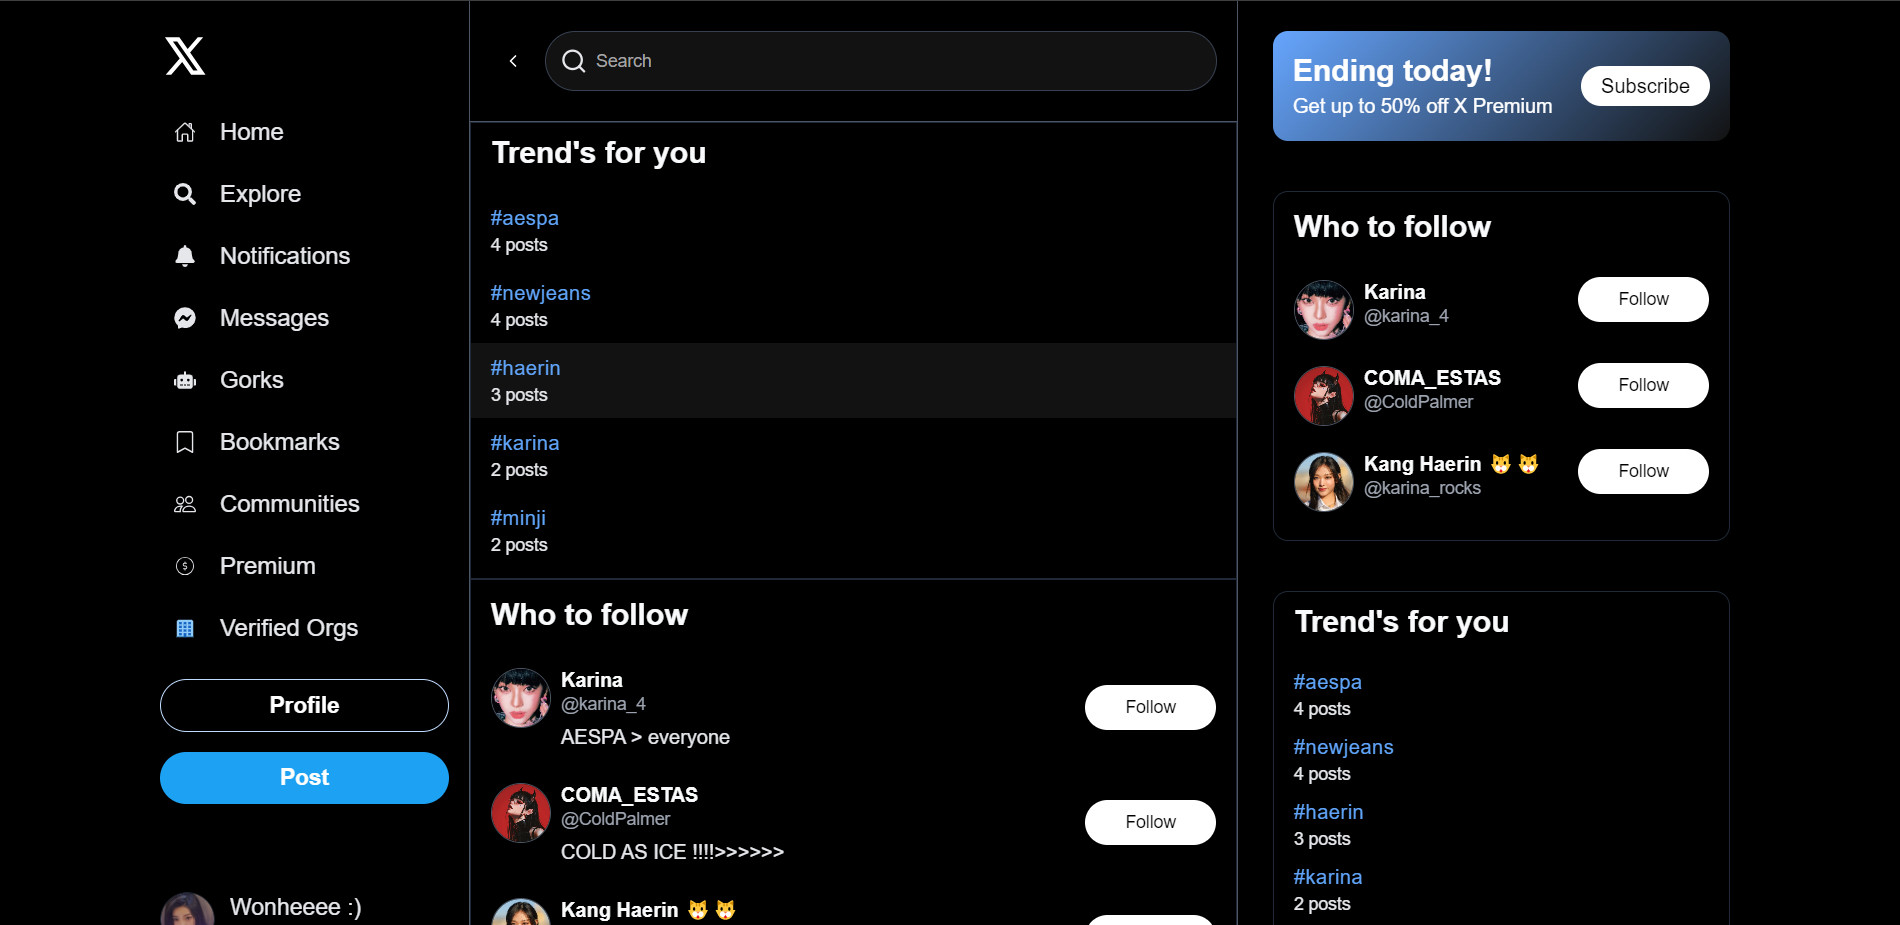 Home
Explore
Notifications
Messages
Gorks
Bookmarks
Communities
Premium
Verified Orgs
Profile
Post
Wonheeee :)
Search
Trend's for you
#aespa
4 posts
#newjeans
4 posts
#haerin
3 posts
#karina
2 posts
#minji
2 posts
Who to follow
Karina
@karina_4
AESPA > everyone
Follow
COMA_ESTAS
@ColdPalmer
COLD AS ICE !!!!>>>>>>
Follow
Kang Haerin 🐱 🐱
Ending today!
Get up to 50% off X Premium
Subscribe
Who to follow
Karina
@karina_4
Follow
COMA_ESTAS
@ColdPalmer
Follow
Kang Haerin 🐱 🐱
@karina_rocks
Follow
Trend's for you
#aespa
4 posts
#newjeans
4 posts
#haerin
3 posts
#karina
2 posts